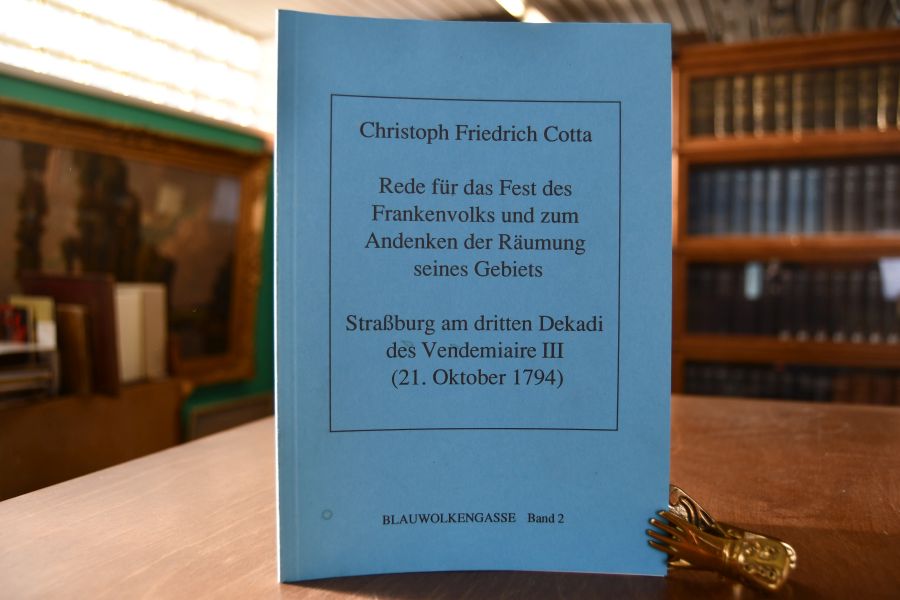 Christoph Friedrich Cotta
Rede für das Fest des
Frankenvolks und zum
Andenken der Räumung
seines Gebiets
Straßburg am dritten Dekadi
des Vendemiaire III
(21. Oktober 1794)
BLAUWOLKENGASSE Band 2